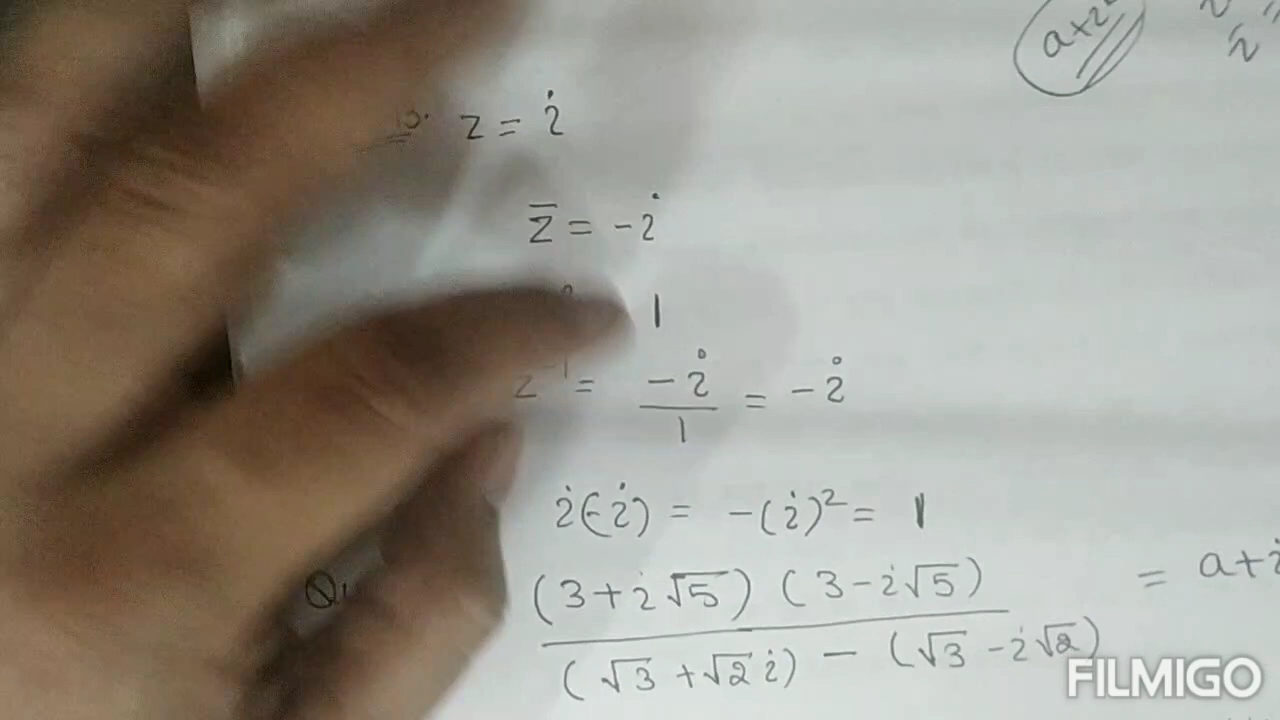 a+i
z = i
z̄ = -i
1
z⁻¹ = -i/1 = -i
i(-i) = -(i)² = 1
Q. (3+i√5) (3-i√5) / (√3 +√2 i) - (√3 -i√2) = a+i
FILMIGO